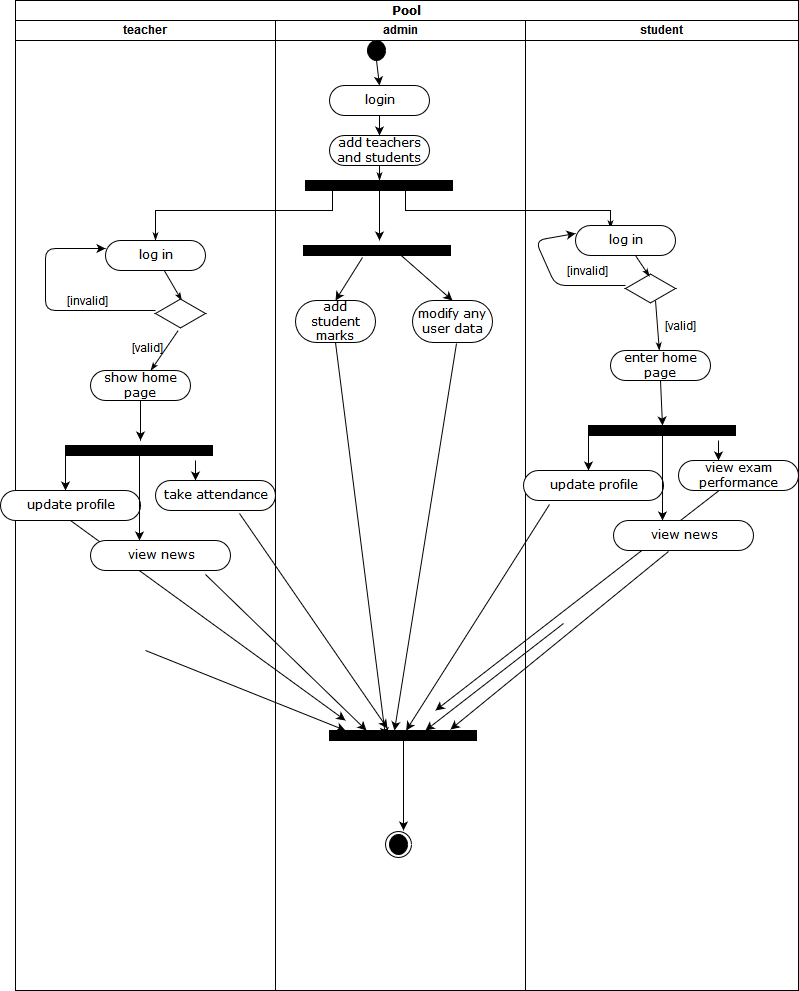 Pool
teacher
admin
student
login
add teachers
and students
log in
[invalid]
[valid]
show home
page
update profile
take attendance
view news
add
student
marks
modify any
user data
log in
[invalid]
[valid]
enter home
page
update profile
view exam
performance
view news